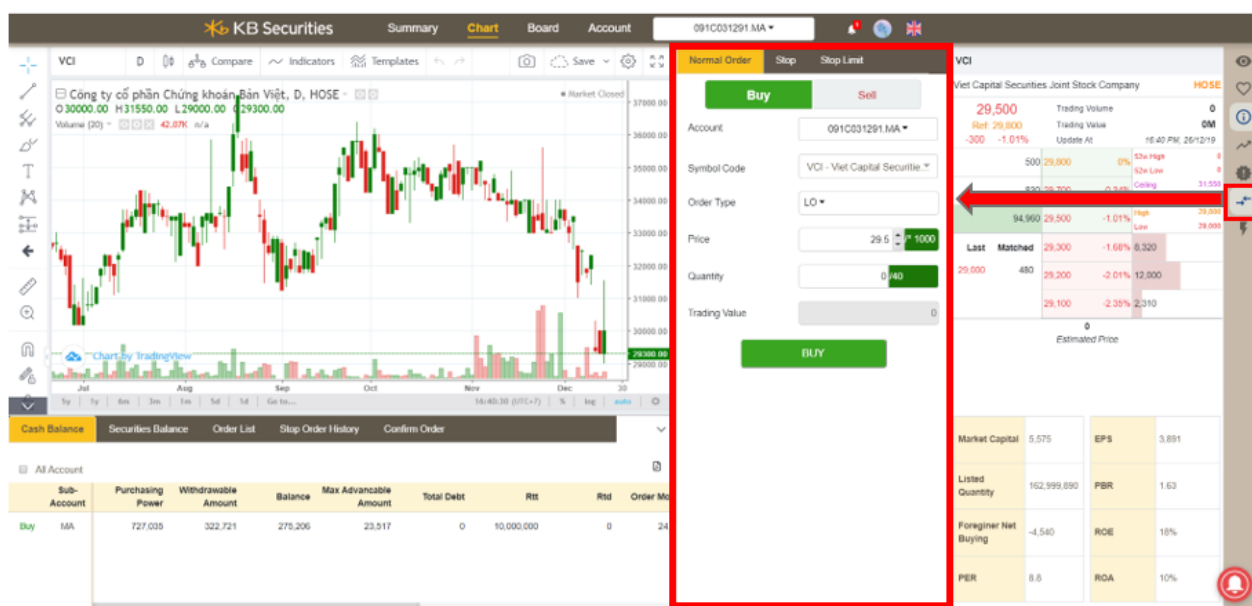 KB Securities Summary Chart Board Account 091C031291.MA
VCI D Compare Indicators Templates Save
Công ty cổ phần Chứng khoán Bản Việt, D, HOSE
Market Closed
O30000.00 H31550.00 L29000.00 C29300.00
Volume (20) 42.07K n/a
37000.00
36000.00
35000.00
34000.00
33000.00
32000.00
31000.00
30000.00
29300.00
29000.00
Chart by TradingView
Jul Aug Sep Oct Nov Dec 30
5y 1y 6m 3m 1m 5d 1d Go to... 16:40:30 (UTC+7) % log auto
Normal Order Stop Stop Limit
Buy Sell
Account 091C031291.MA
Symbol Code VCI - Viet Capital Securitie..
Order Type LO
Price 29.5 /* 1000
Quantity 0 /40
Trading Value 0
BUY
VCI
Viet Capital Securities Joint Stock Company HOSE
29,500 Trading Volume 0
Ref: 29,800 Trading Value 0M
-300 -1.01% Update At 16:40 PM, 26/12/19
500 29,800 0% 52w High 0
52w Low 0
Ceiling 31,550
94,960 29,500 -1.01% High
Low 29,000
Last Matched 29,300 -1.68% 8,320
29,000 480 29,200 -2.01% 12,000
29,100 -2.35% 2,310
0
Estimated Price
Market Capital 5,575 EPS 3,891
Listed Quantity 162,999,890 PBR 1.63
Foreginer Net Buying -4,540 ROE 18%
PER 8.8 ROA 10%
Cash Balance Securities Balance Order List Stop Order History Confirm Order
All Account
Sub-Account Purchasing Power Withdrawable Amount Balance Max Advancable Amount Total Debt Rtt Rtd Order Mo
Buy MA 727,035 322,721 275,206 23,517 0 10,000,000 0 24